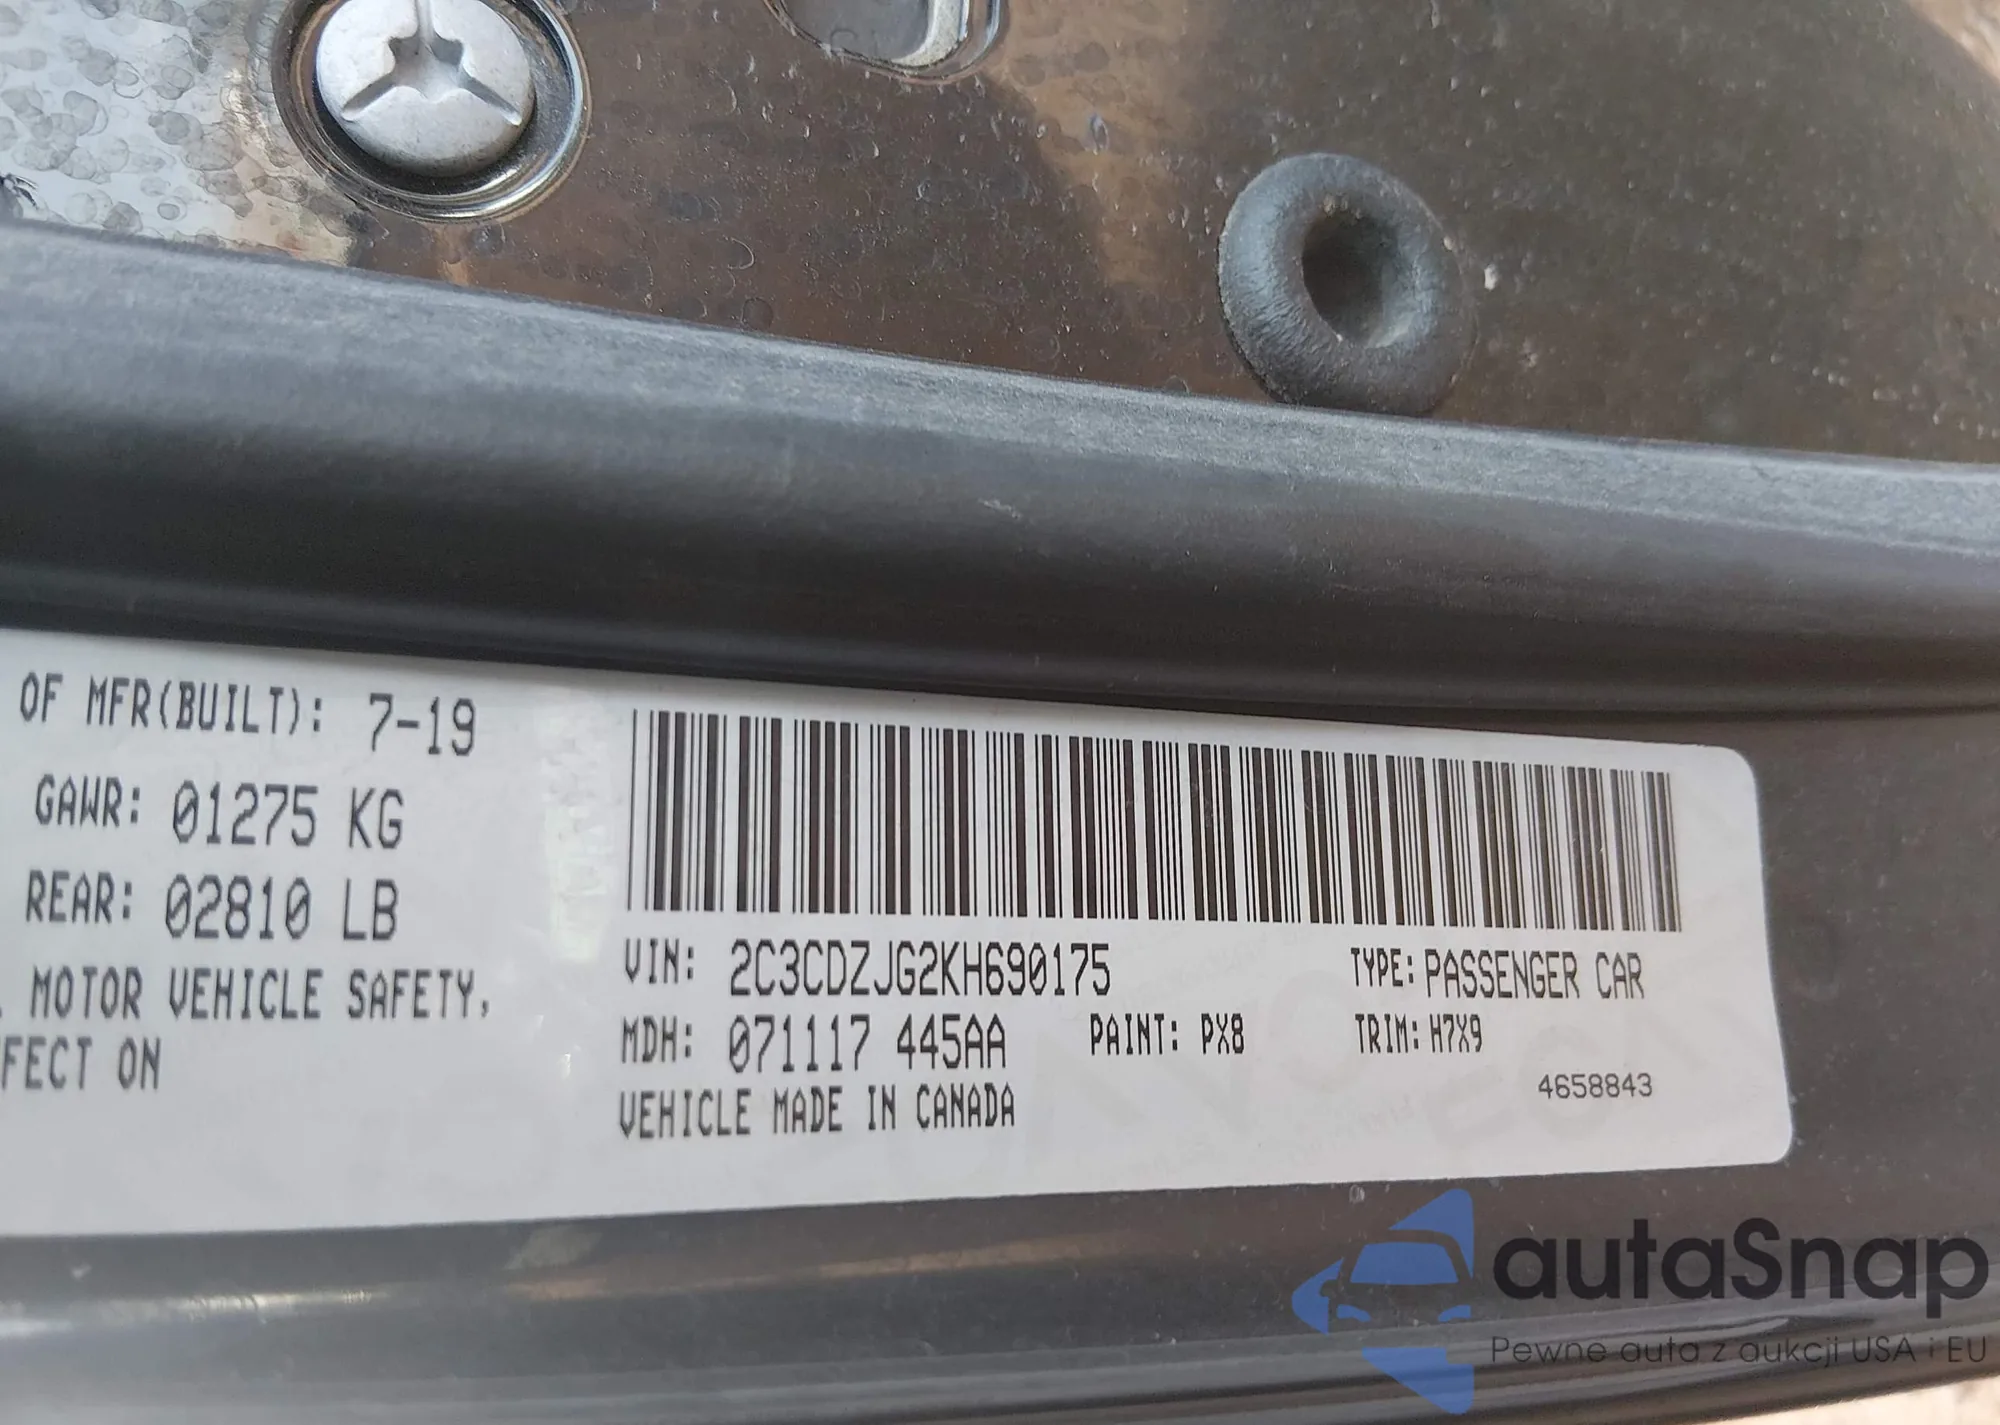 OF MFR(BUILT): 7-19
GAWR: 01275 KG
REAR: 02810 LB
MOTOR VEHICLE SAFETY,
FECT ON
VIN: 2C3CDZJG2KH690175
TYPE: PASSENGER CAR
MDH: 071117 445AA
PAINT: PX8
TRIM: H7X9
VEHICLE MADE IN CANADA
4658843
autaSnap
Pewne auta z aukcji USA i EU